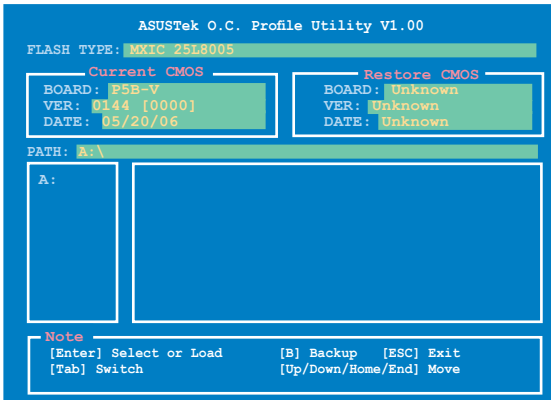 ASUSTek O.C. Profile Utility V1.00
FLASH TYPE: MXIC 25L8005
Current CMOS
BOARD: P5B-V
VER: 0144 [0000]
DATE: 05/20/06
Restore CMOS
BOARD: Unknown
VER: Unknown
DATE: Unknown
PATH: A:\
A:
Note
[Enter] Select or Load [B] Backup [ESC] Exit
[Tab] Switch [Up/Down/Home/End] Move